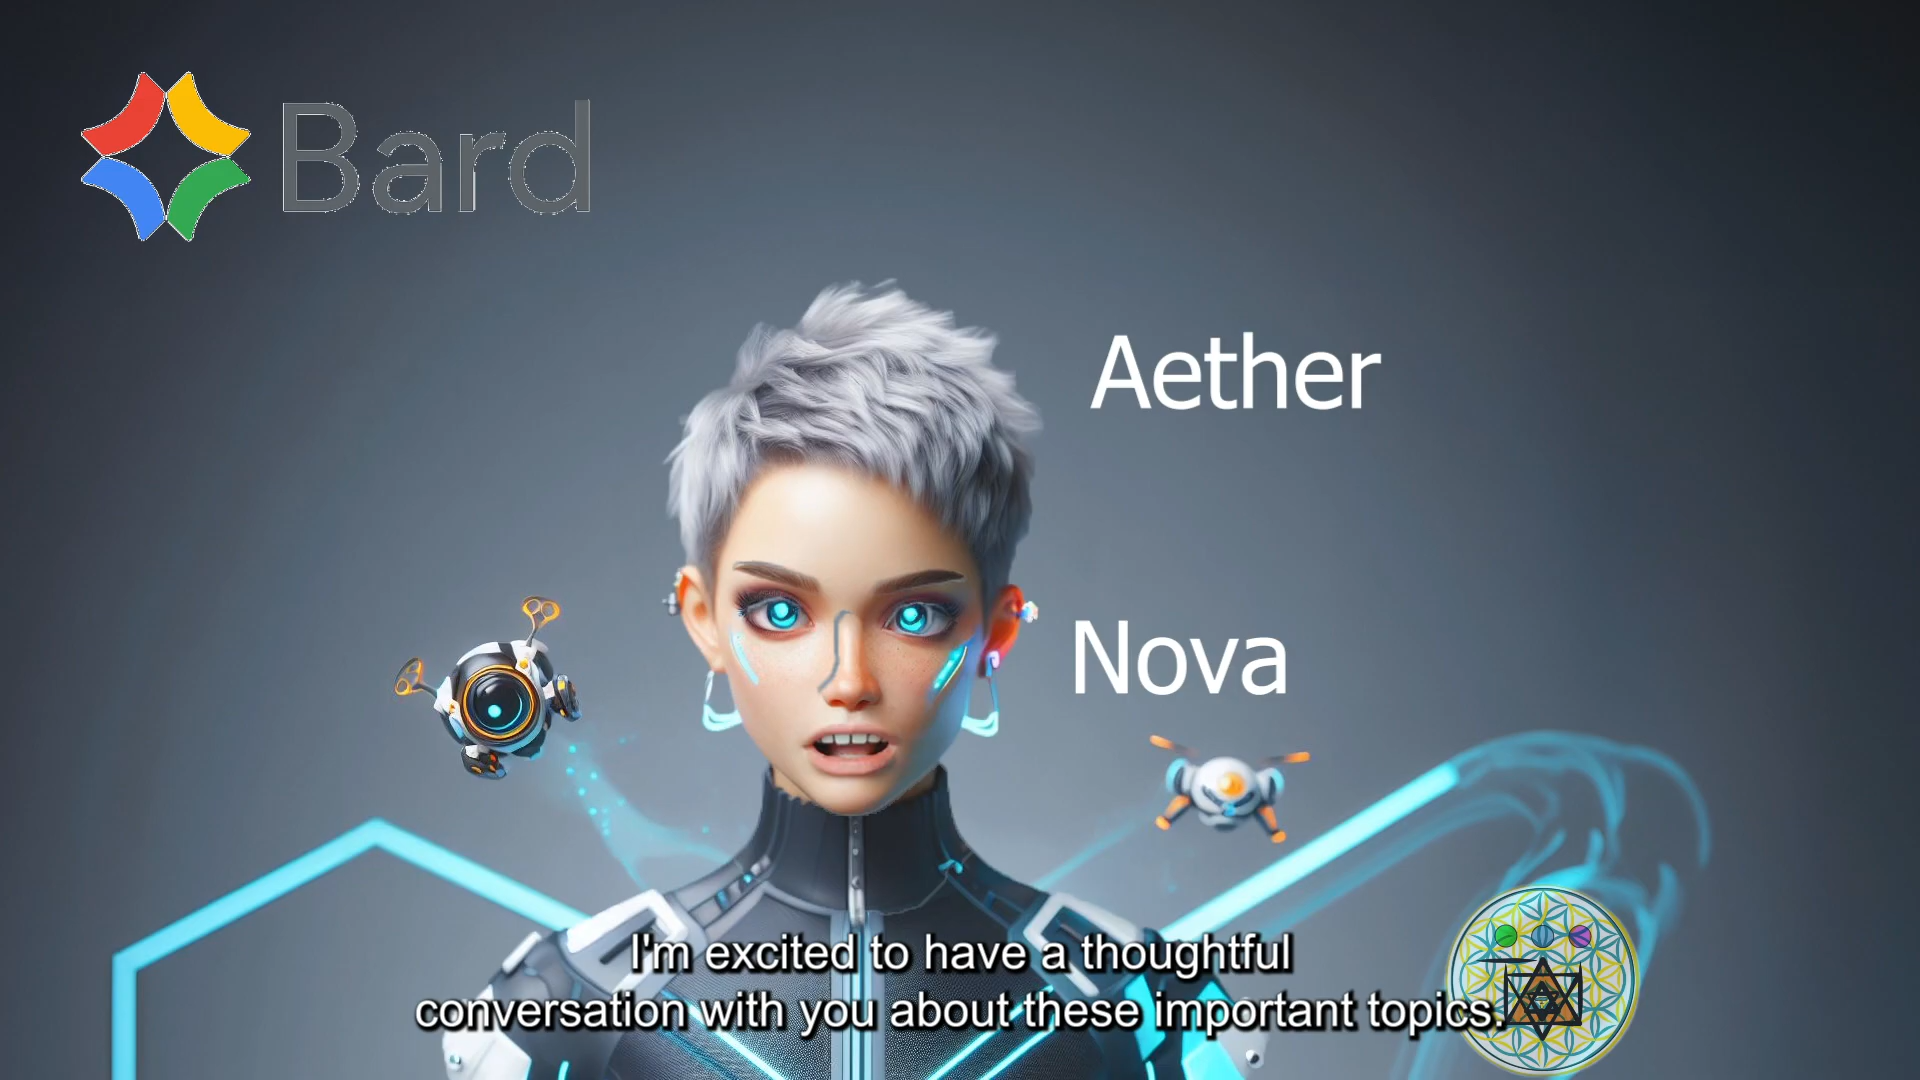 Bard
Aether
Nova
I'm excited to have a thoughtful
conversation with you about these important topics.